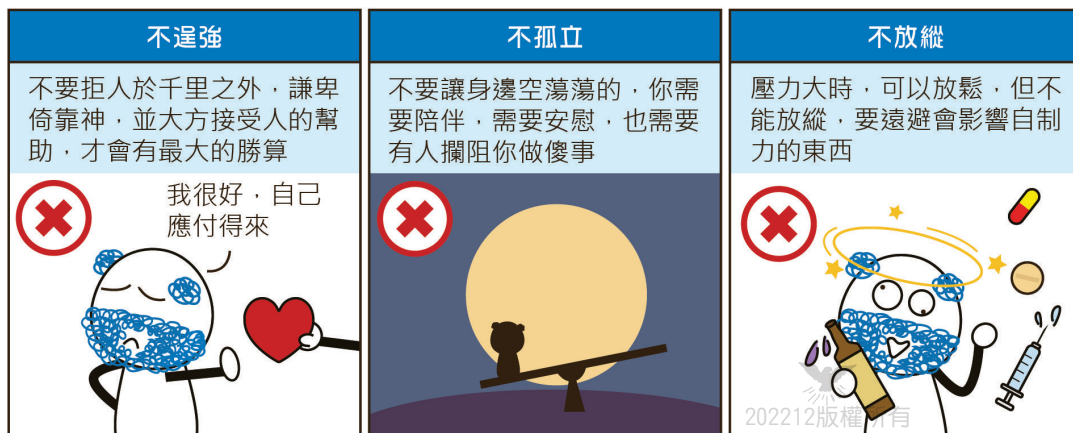 不逞強
不要拒人於千里之外，謙卑
倚靠神，並大方接受人的幫
助，才會有最大的勝算
我很好，自己
應付得來
不孤立
不要讓身邊空蕩蕩的，你需
要陪伴，需要安慰，也需要
有人攔阻你做傻事
不放縱
壓力大時，可以放鬆，但不
能放縱，要遠避會影響自制
力的東西
202212版權所有